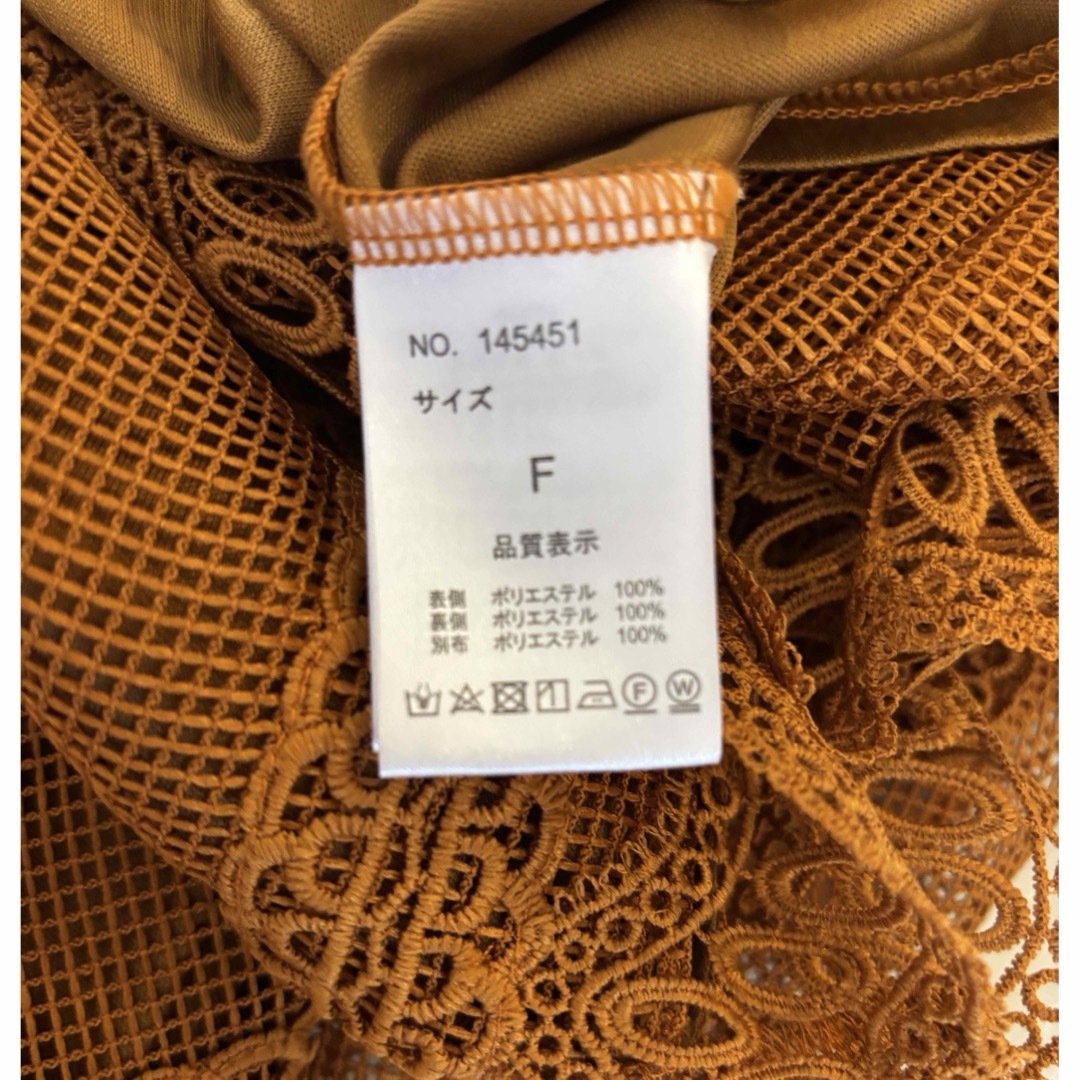 NO. 145451
サイズ
F
品質表示
表側 ポリエステル 100%
裏側 ポリエステル 100%
別布 ポリエステル 100%
F W